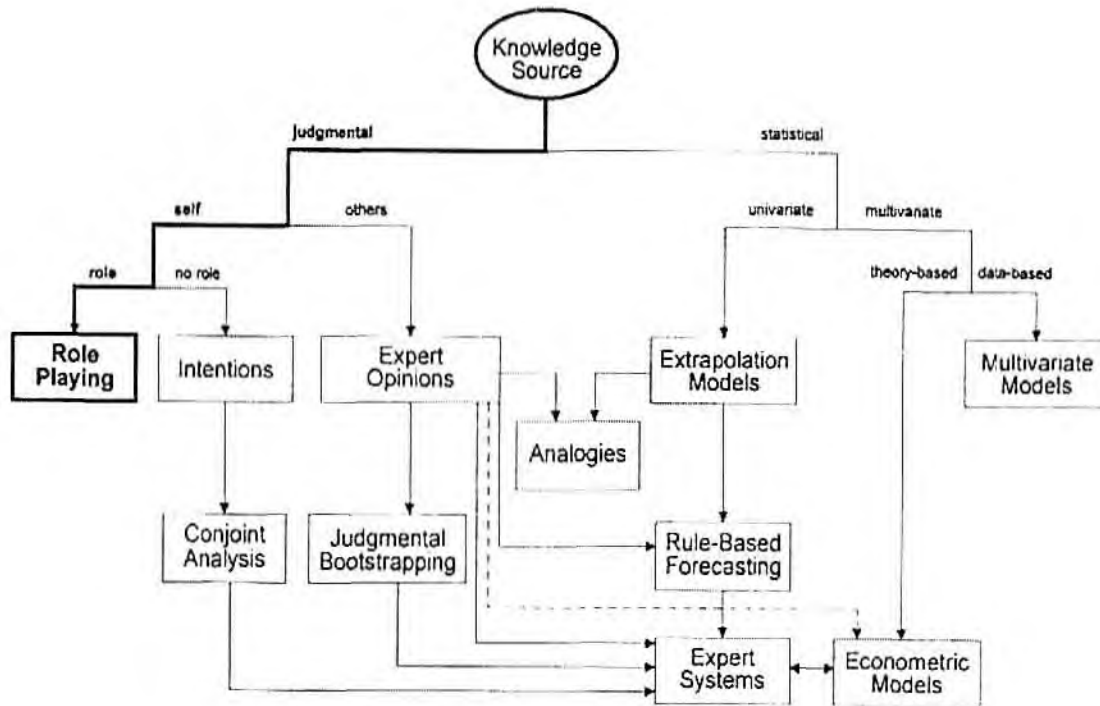 Knowledge
Source
judgmental
statistical
self
others
univariate
multivariate
role
no role
theory-based
data-based
Role
Playing
Intentions
Expert
Opinions
Extrapolation
Models
Multivariate
Models
Analogies
Conjoint
Analysis
Judgmental
Bootstrapping
Rule-Based
Forecasting
Expert
Systems
Econometric
Models